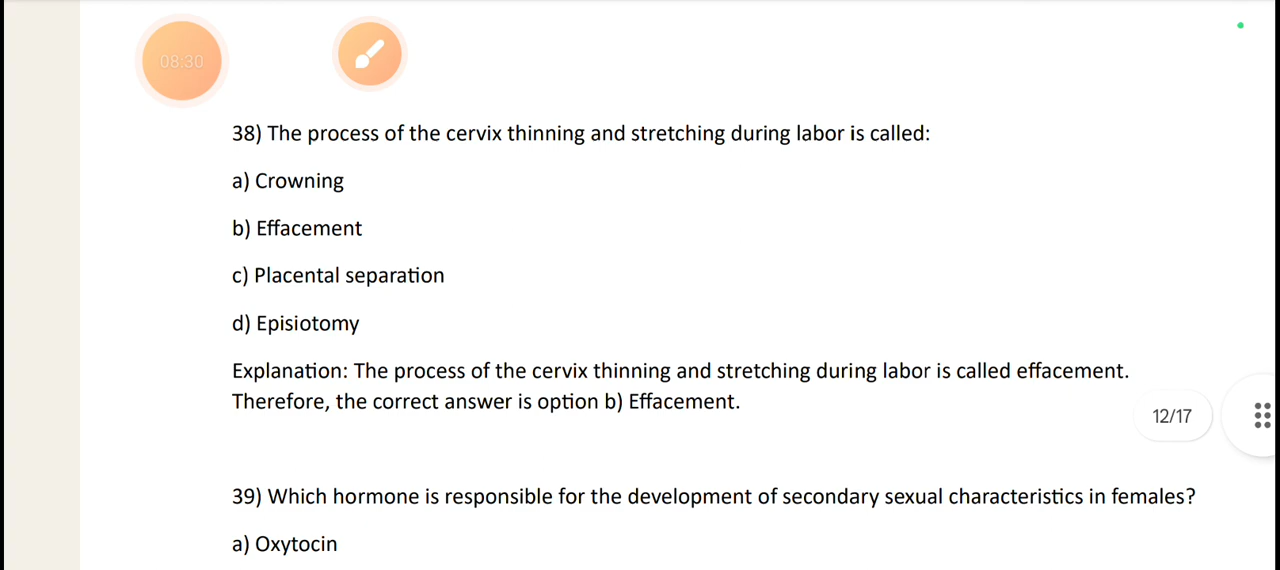 08:30
38) The process of the cervix thinning and stretching during labor is called:
a) Crowning
b) Effacement
c) Placental separation
d) Episiotomy
Explanation: The process of the cervix thinning and stretching during labor is called effacement.
Therefore, the correct answer is option b) Effacement.
12/17
39) Which hormone is responsible for the development of secondary sexual characteristics in females?
a) Oxytocin